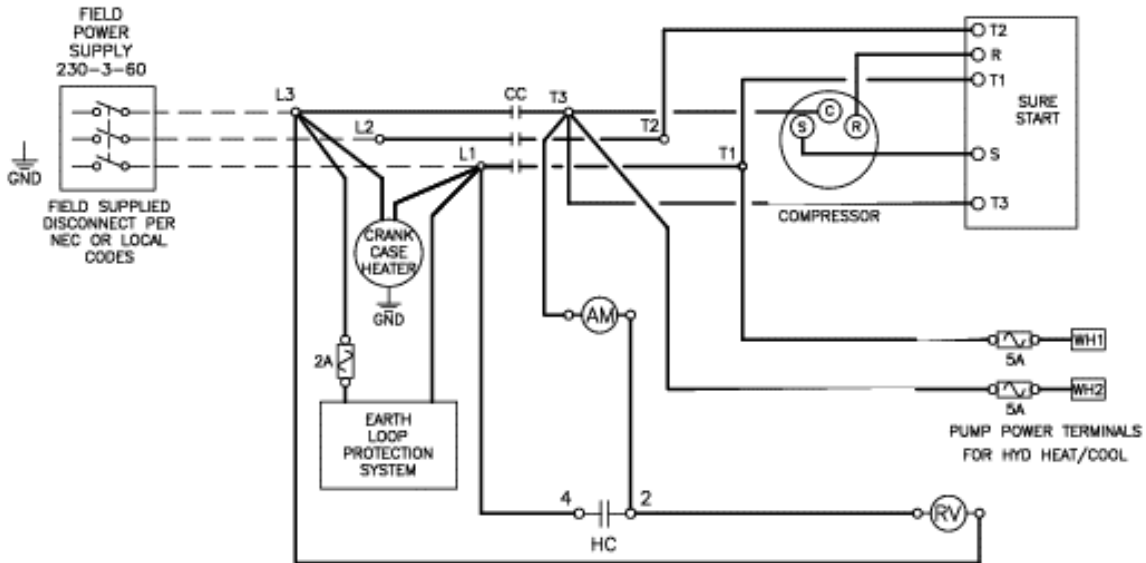 FIELD
POWER
SUPPLY
230-3-60
GND
FIELD SUPPLIED
DISCONNECT PER
NEC OR LOCAL
CODES
L3
L2
L1
CC
T3
T2
T1
CRANK
CASE
HEATER
GND
2A
EARTH
LOOP
PROTECTION
SYSTEM
AM
4
2
HC
RV
C
S
R
COMPRESSOR
T2
R
T1
SURE
START
S
T3
WH1
5A
WH2
5A
PUMP POWER TERMINALS
FOR HYD HEAT/COOL